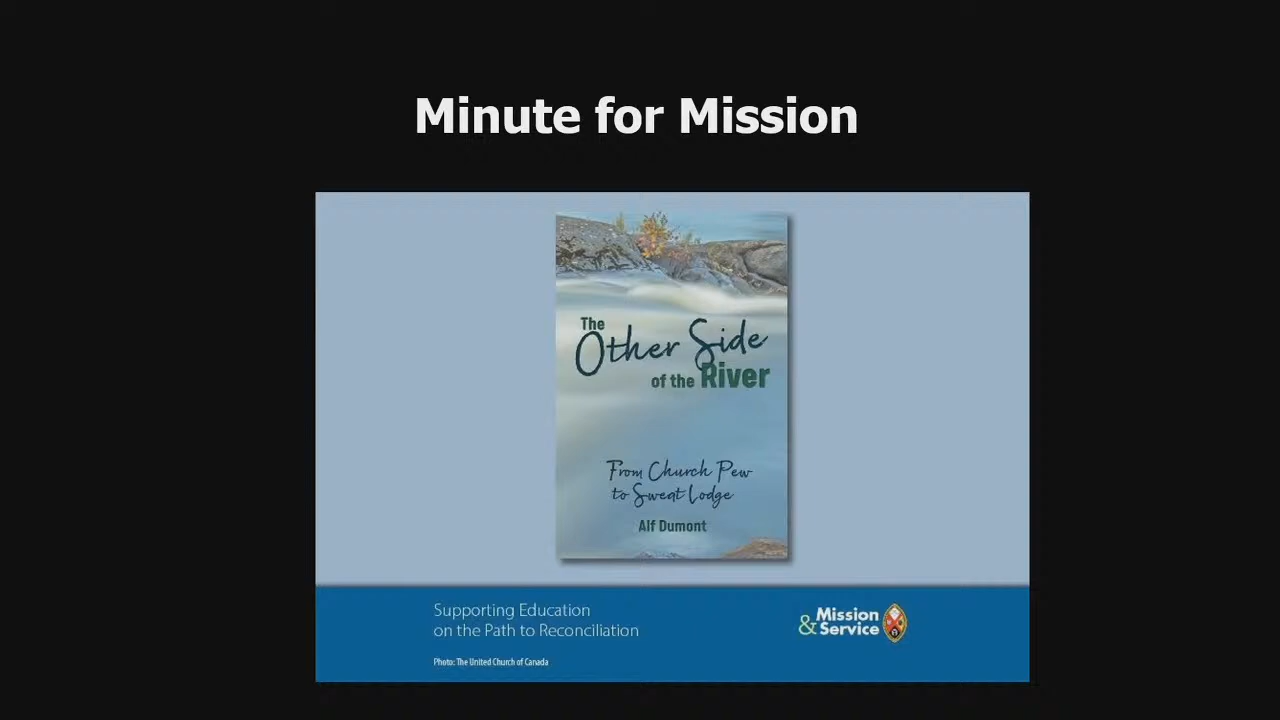 Minute for Mission
The
Other Side
of the River
From Church Pew
to Sweat Lodge
Alf Dumont
Supporting Education
on the Path to Reconciliation
Photo: The United Church of Canada
Mission
& Service